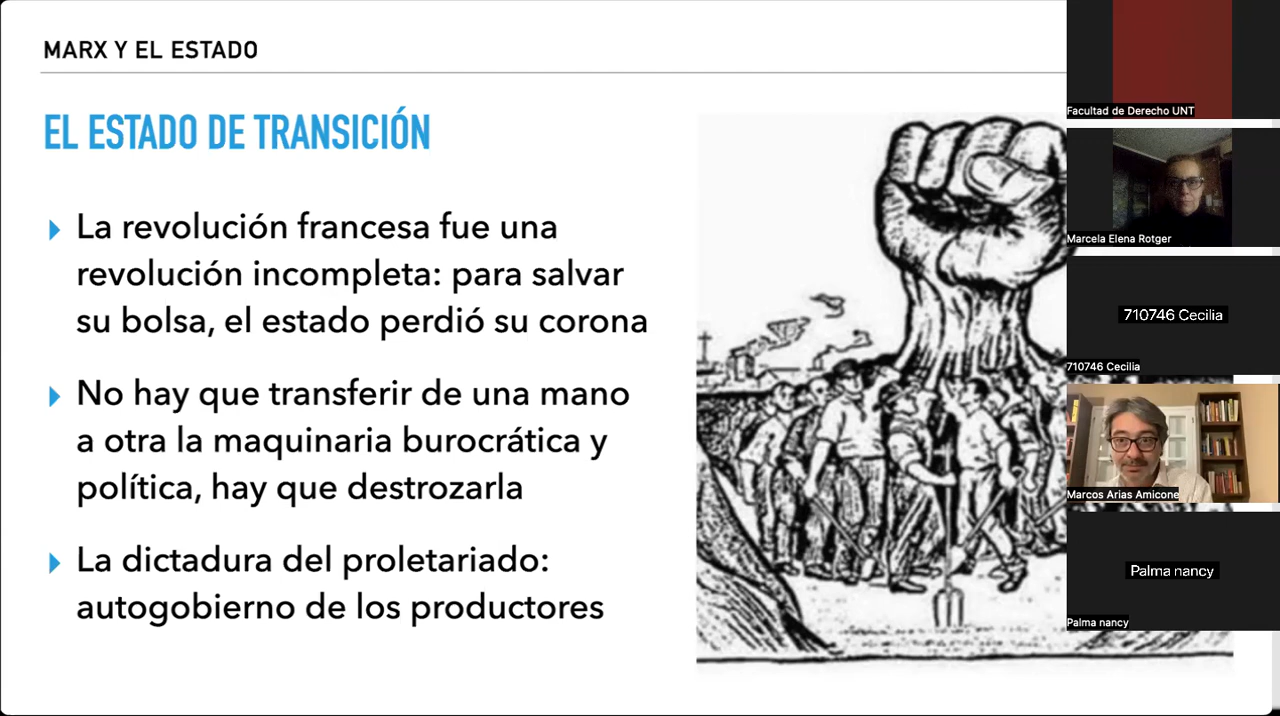 MARX Y EL ESTADO
EL ESTADO DE TRANSICIÓN
La revolución francesa fue una
revolución incompleta: para salvar
su bolsa, el estado perdió su corona
No hay que transferir de una mano
a otra la maquinaria burocrática y
política, hay que destrozarla
La dictadura del proletariado:
autogobierno de los productores
Facultad de Derecho UNT
Marcela Elena Rotger
710746 Cecilia
710746 Cecilia
Marcos Arias Amicone
Palma nancy
Palma nancy